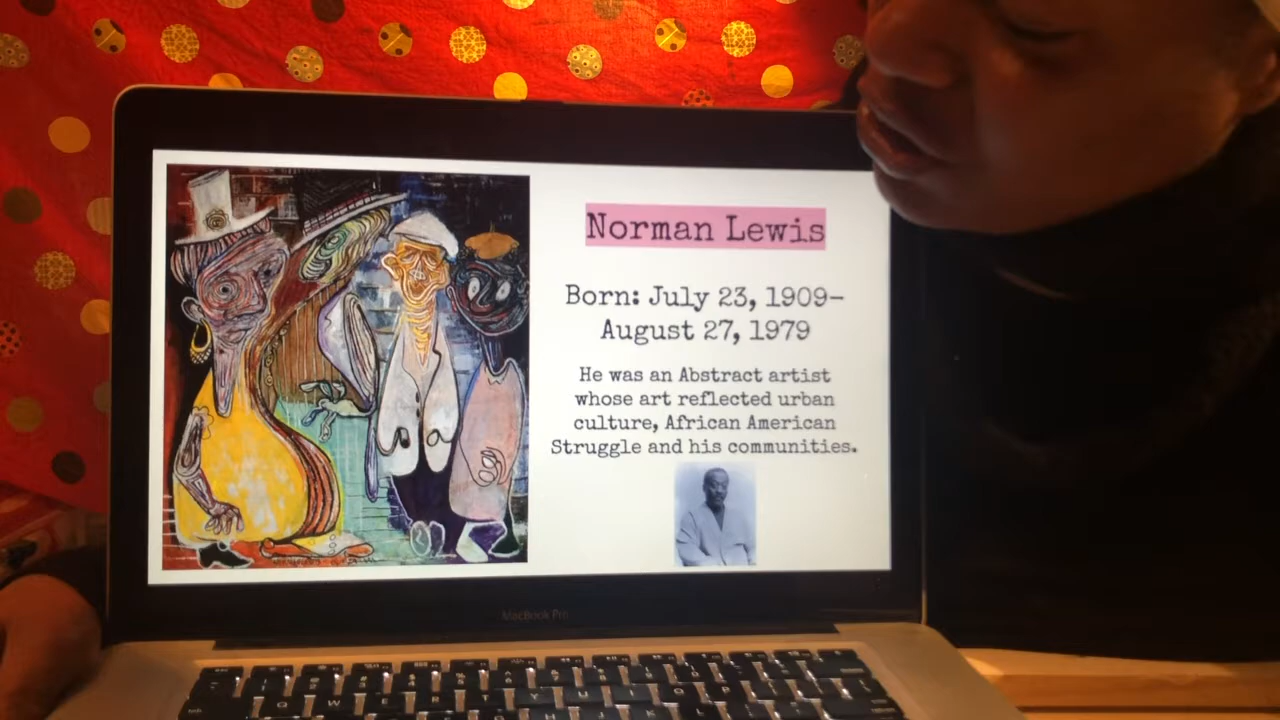 Norman Lewis
Born: July 23, 1909–
August 27, 1979
He was an Abstract artist
whose art reflected urban
culture, African American
Struggle and his communities.
MacBook Pro
Q W E R T Y U I O P